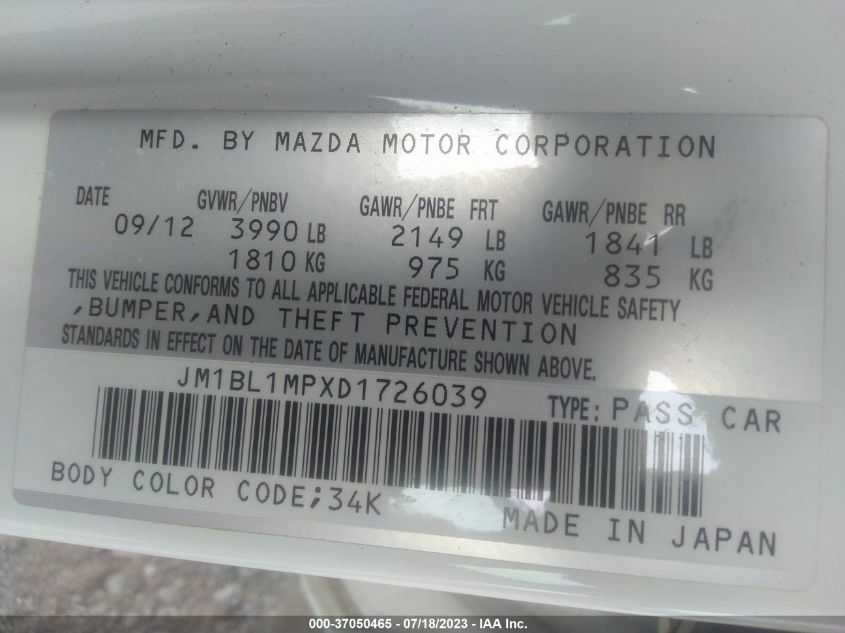 MFD. BY MAZDA MOTOR CORPORATION
DATE GVWR/PNBV GAWR/PNBE FRT GAWR/PNBE RR
09/12 3990 LB 2149 LB 1841 LB
1810 KG 975 KG 835 KG
THIS VEHICLE CONFORMS TO ALL APPLICABLE FEDERAL MOTOR VEHICLE SAFETY
,BUMPER,AND THEFT PREVENTION
STANDARDS IN EFFECT ON THE DATE OF MANUFACTURE SHOWN ABOVE.
JM1BL1MPXD1726039 TYPE: PASS CAR
BODY COLOR CODE;34K
MADE IN JAPAN
000-37050465 - 07/18/2023 - IAA Inc.